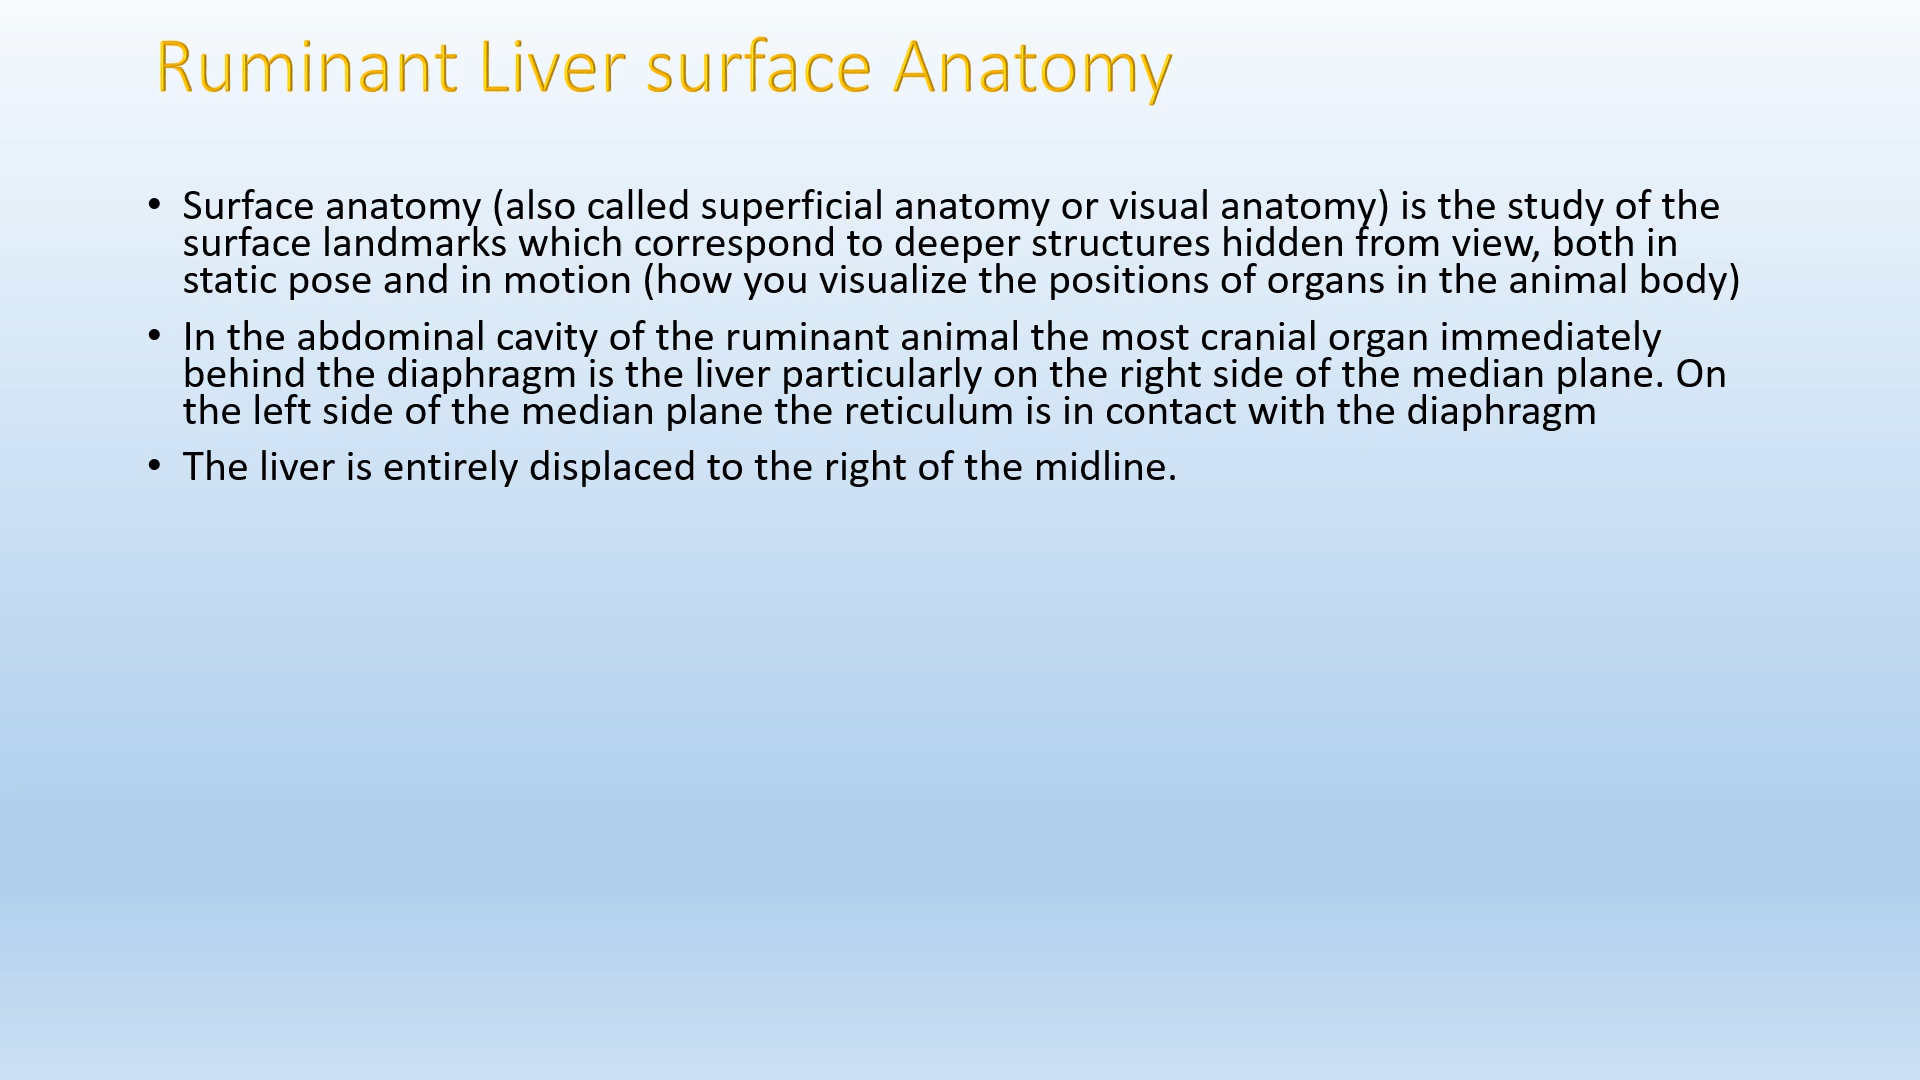 Ruminant Liver surface Anatomy
• Surface anatomy (also called superficial anatomy or visual anatomy) is the study of the
surface landmarks which correspond to deeper structures hidden from view, both in
static pose and in motion (how you visualize the positions of organs in the animal body)
• In the abdominal cavity of the ruminant animal the most cranial organ immediately
behind the diaphragm is the liver particularly on the right side of the median plane. On
the left side of the median plane the reticulum is in contact with the diaphragm
• The liver is entirely displaced to the right of the midline.